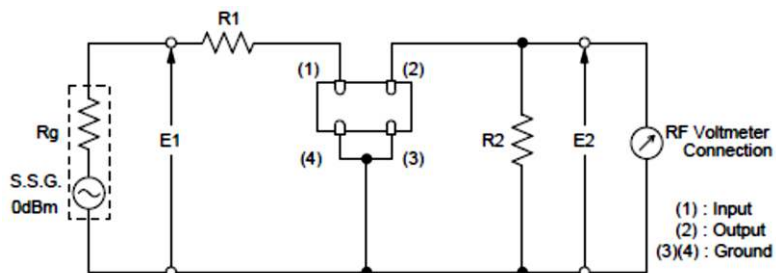 R1
(1)
(2)
Rg
E1
R2
E2
RF Voltmeter
Connection
(4)
(3)
S.S.G.
0dBm
(1) : Input
(2) : Output
(3)(4) : Ground